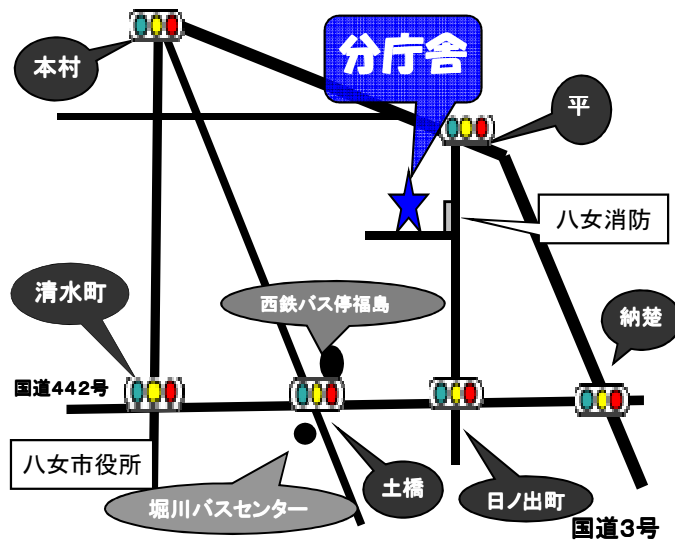 分庁舎
本村
平
八女消防
清水町
西鉄バス停福島
納楚
国道442号
八女市役所
堀川バスセンター
土橋
日ノ出町
国道3号